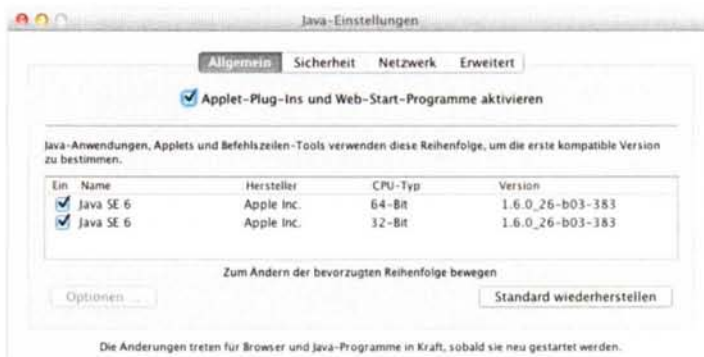 Java-Einstellungen
Allgemein Sicherheit Netzwerk Erweitert
Applet-Plug-Ins und Web-Start-Programme aktivieren
Java-Anwendungen, Applets und Befehlszeilen-Tools verwenden diese Reihenfolge, um die erste kompatible Version
zu bestimmen.
Ein Name Hersteller CPU-Typ Version
Java SE 6 Apple Inc. 64-Bit 1.6.0_26-b03-383
Java SE 6 Apple Inc. 32-Bit 1.6.0_26-b03-383
Zum Ändern der bevorzugten Reihenfolge bewegen
Optionen ... Standard wiederherstellen
Die Änderungen treten für Browser und Java-Programme in Kraft, sobald sie neu gestartet werden.